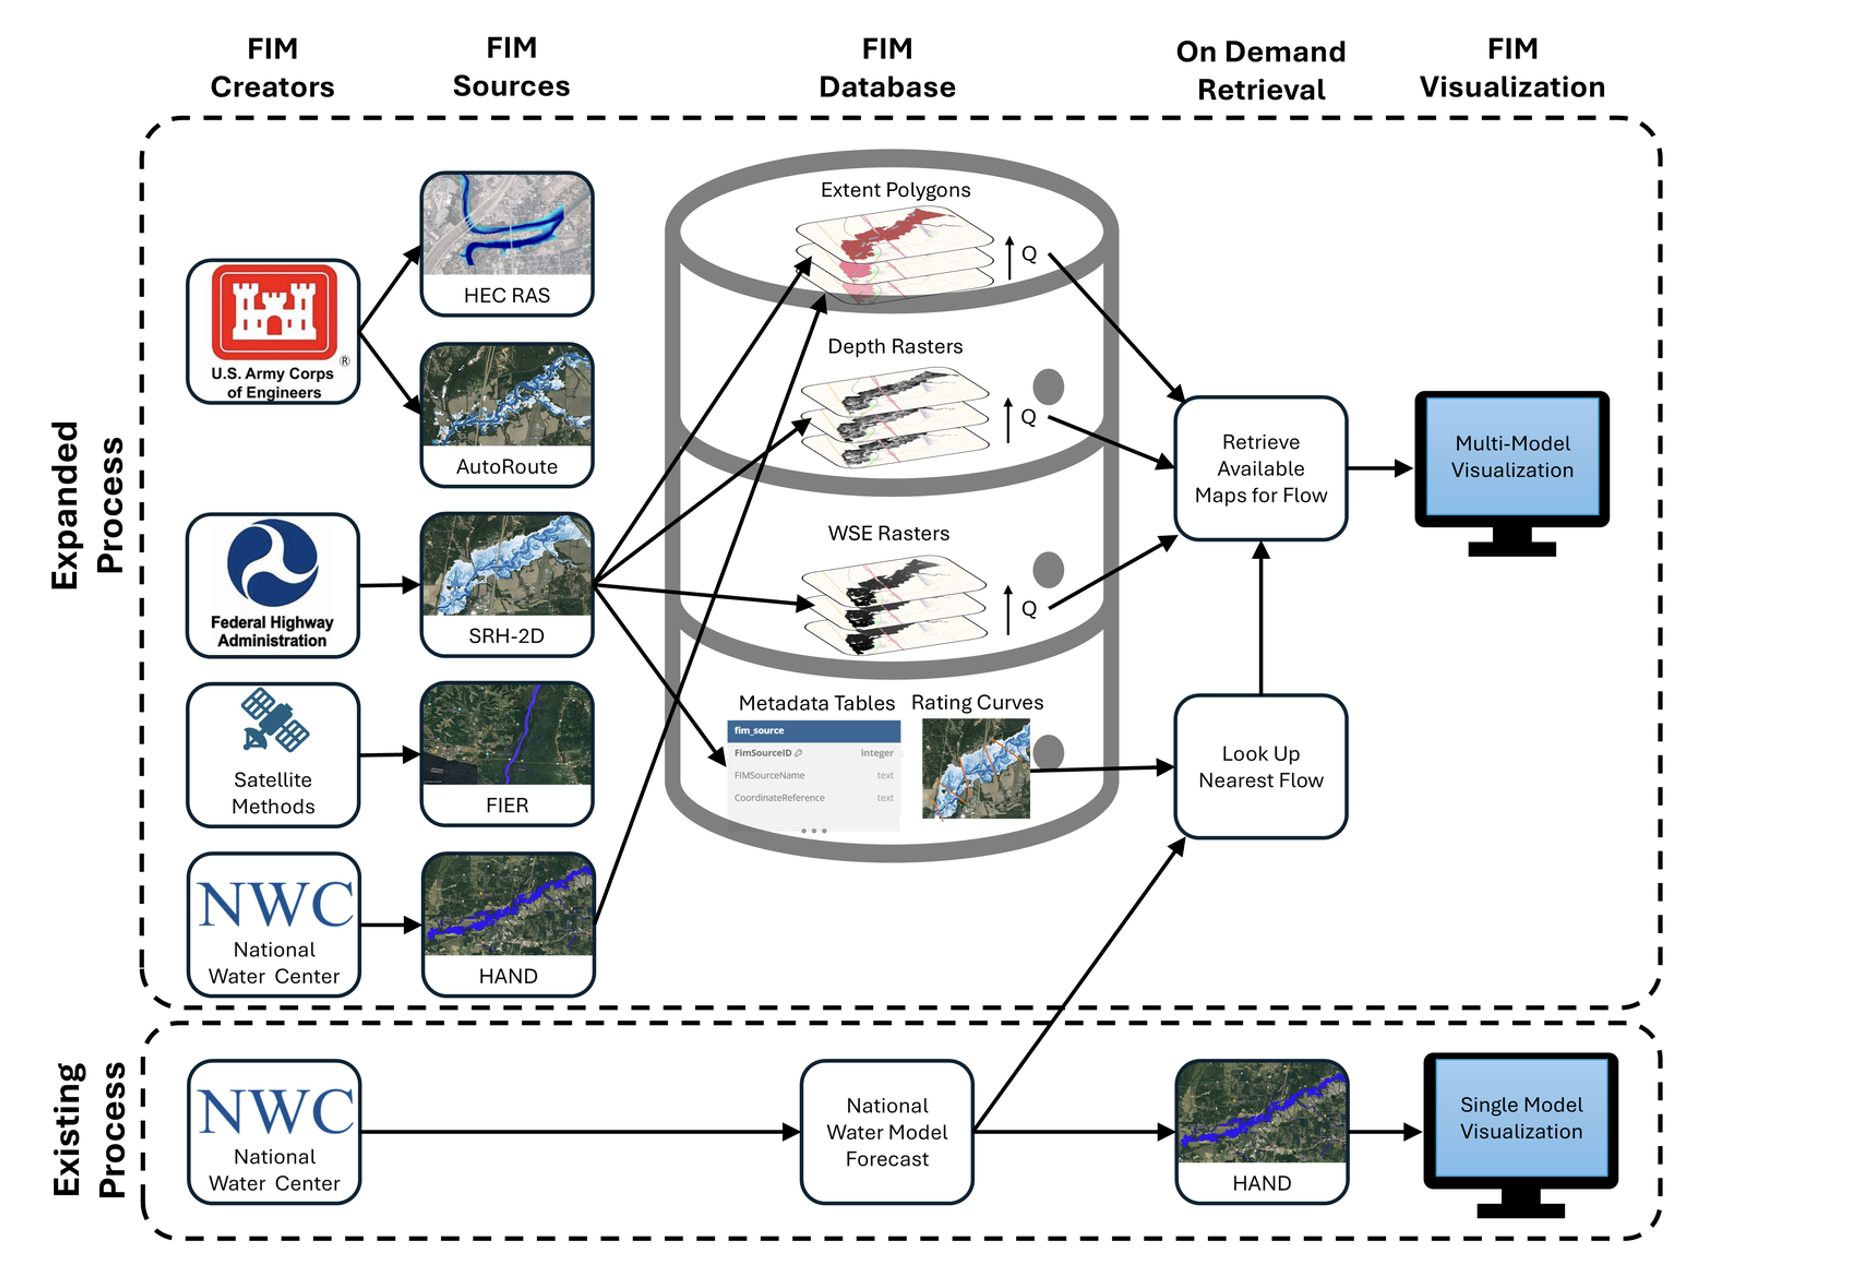 FIM
Creators
FIM
Sources
FIM
Database
On Demand
Retrieval
FIM
Visualization
Expanded
Process
U.S. Army Corps
of Engineers
®
HEC RAS
AutoRoute
Federal Highway
Administration
SRH-2D
Satellite
Methods
FIER
NWC
National
Water Center
HAND
Extent Polygons
Q
Depth Rasters
Q
WSE Rasters
Q
Metadata Tables
fim_source
FimSourceID integer
FIMSourceName text
CoordinateReference text
Rating Curves
Retrieve
Available
Maps for Flow
Look Up
Nearest Flow
Multi-Model
Visualization
Existing
Process
NWC
National
Water Center
National
Water Model
Forecast
HAND
Single Model
Visualization